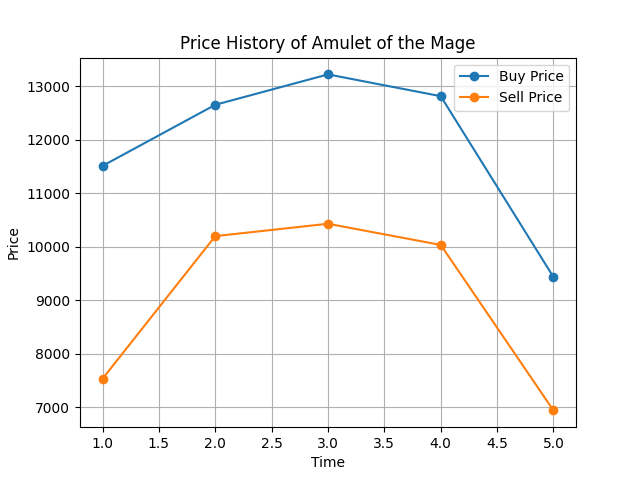 Price History of Amulet of the Mage
Buy Price
Sell Price
13000
12000
11000
10000
9000
8000
7000
Price
1.0 1.5 2.0 2.5 3.0 3.5 4.0 4.5 5.0
Time